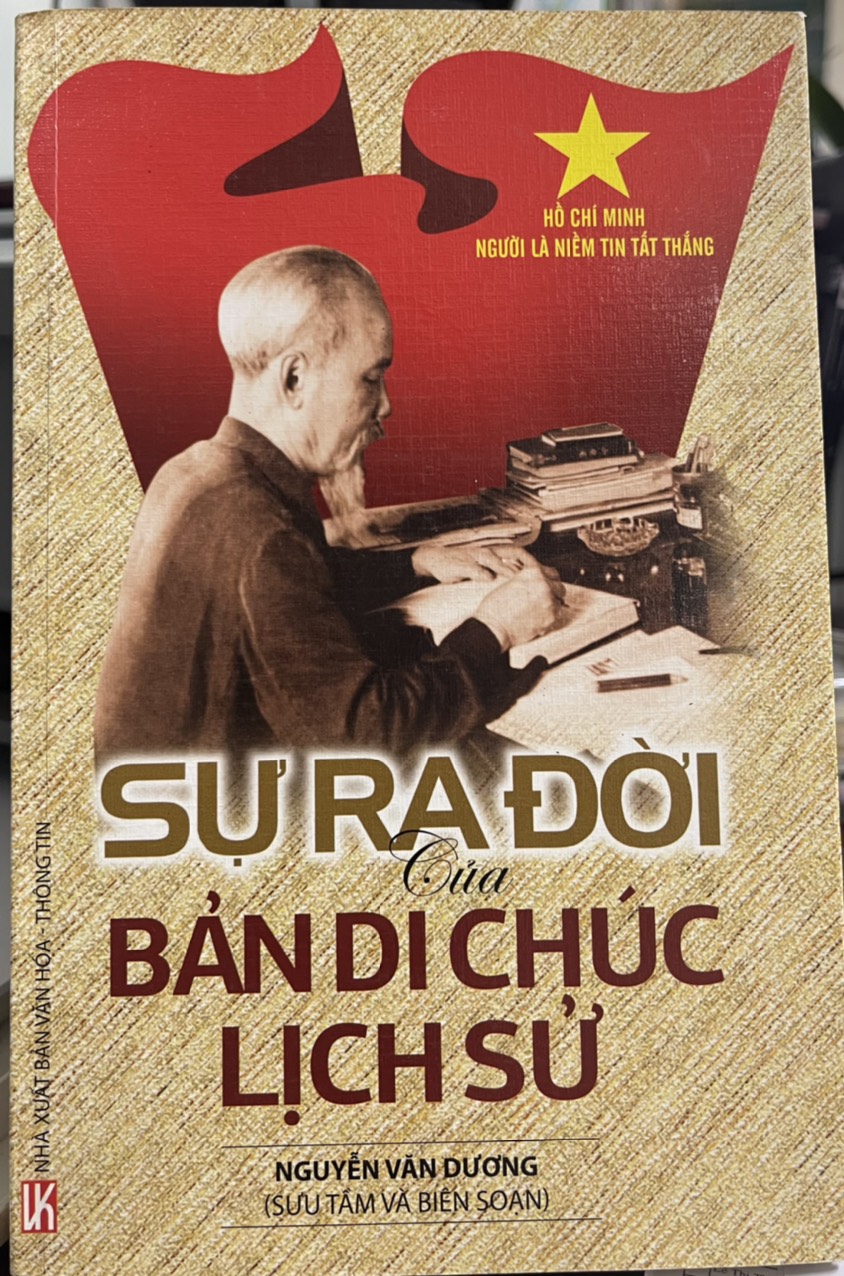 HỒ CHÍ MINH
NGƯỜI LÀ NIỀM TIN TẤT THẮNG
SỰ RA ĐỜI
Của
BẢN DI CHÚC
LỊCH SỬ
NGUYỄN VĂN DƯƠNG
(SƯU TẦM VÀ BIÊN SOẠN)
NHÀ XUẤT BẢN VĂN HÓA - THÔNG TIN
VK